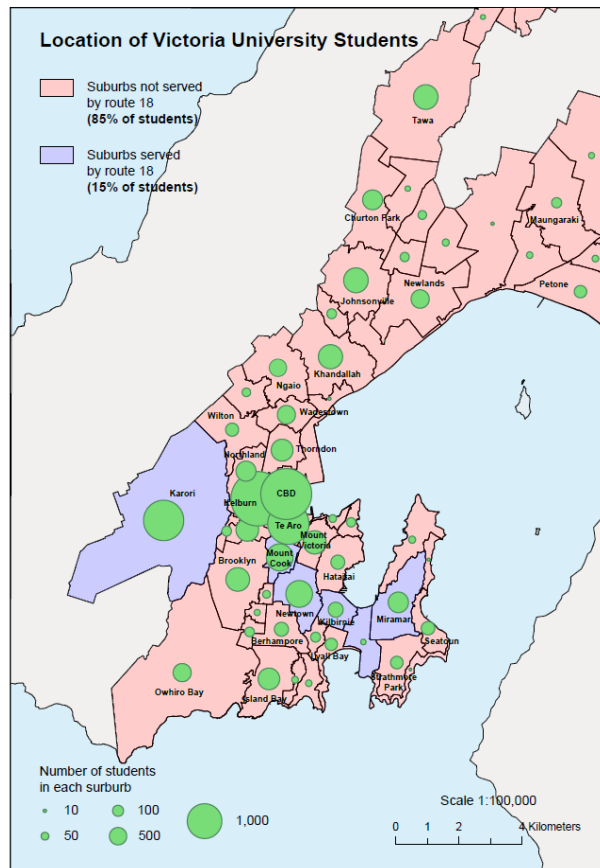 Location of Victoria University Students
Suburbs not served
by route 18
(85% of students)
Suburbs served
by route 18
(15% of students)
Tawa
Churton Park
Maungaraki
Newlands
Johnsonville
Petone
Khandallah
Ngaio
Wadestown
Wilton
Thorndon
Northland
Karori
Kelburn
CBD
Te Aro
Mount
Victoria
Mount
Cook
Brooklyn
Hataitai
Newtown
Kilbirnie
Miramar
Berhampore
Lyall Bay
Seatoun
Strathmore
Park
Owhiro Bay
Island Bay
Number of students
in each surburb
10
100
1,000
50
500
Scale 1:100,000
0 1 2 4 Kilometers